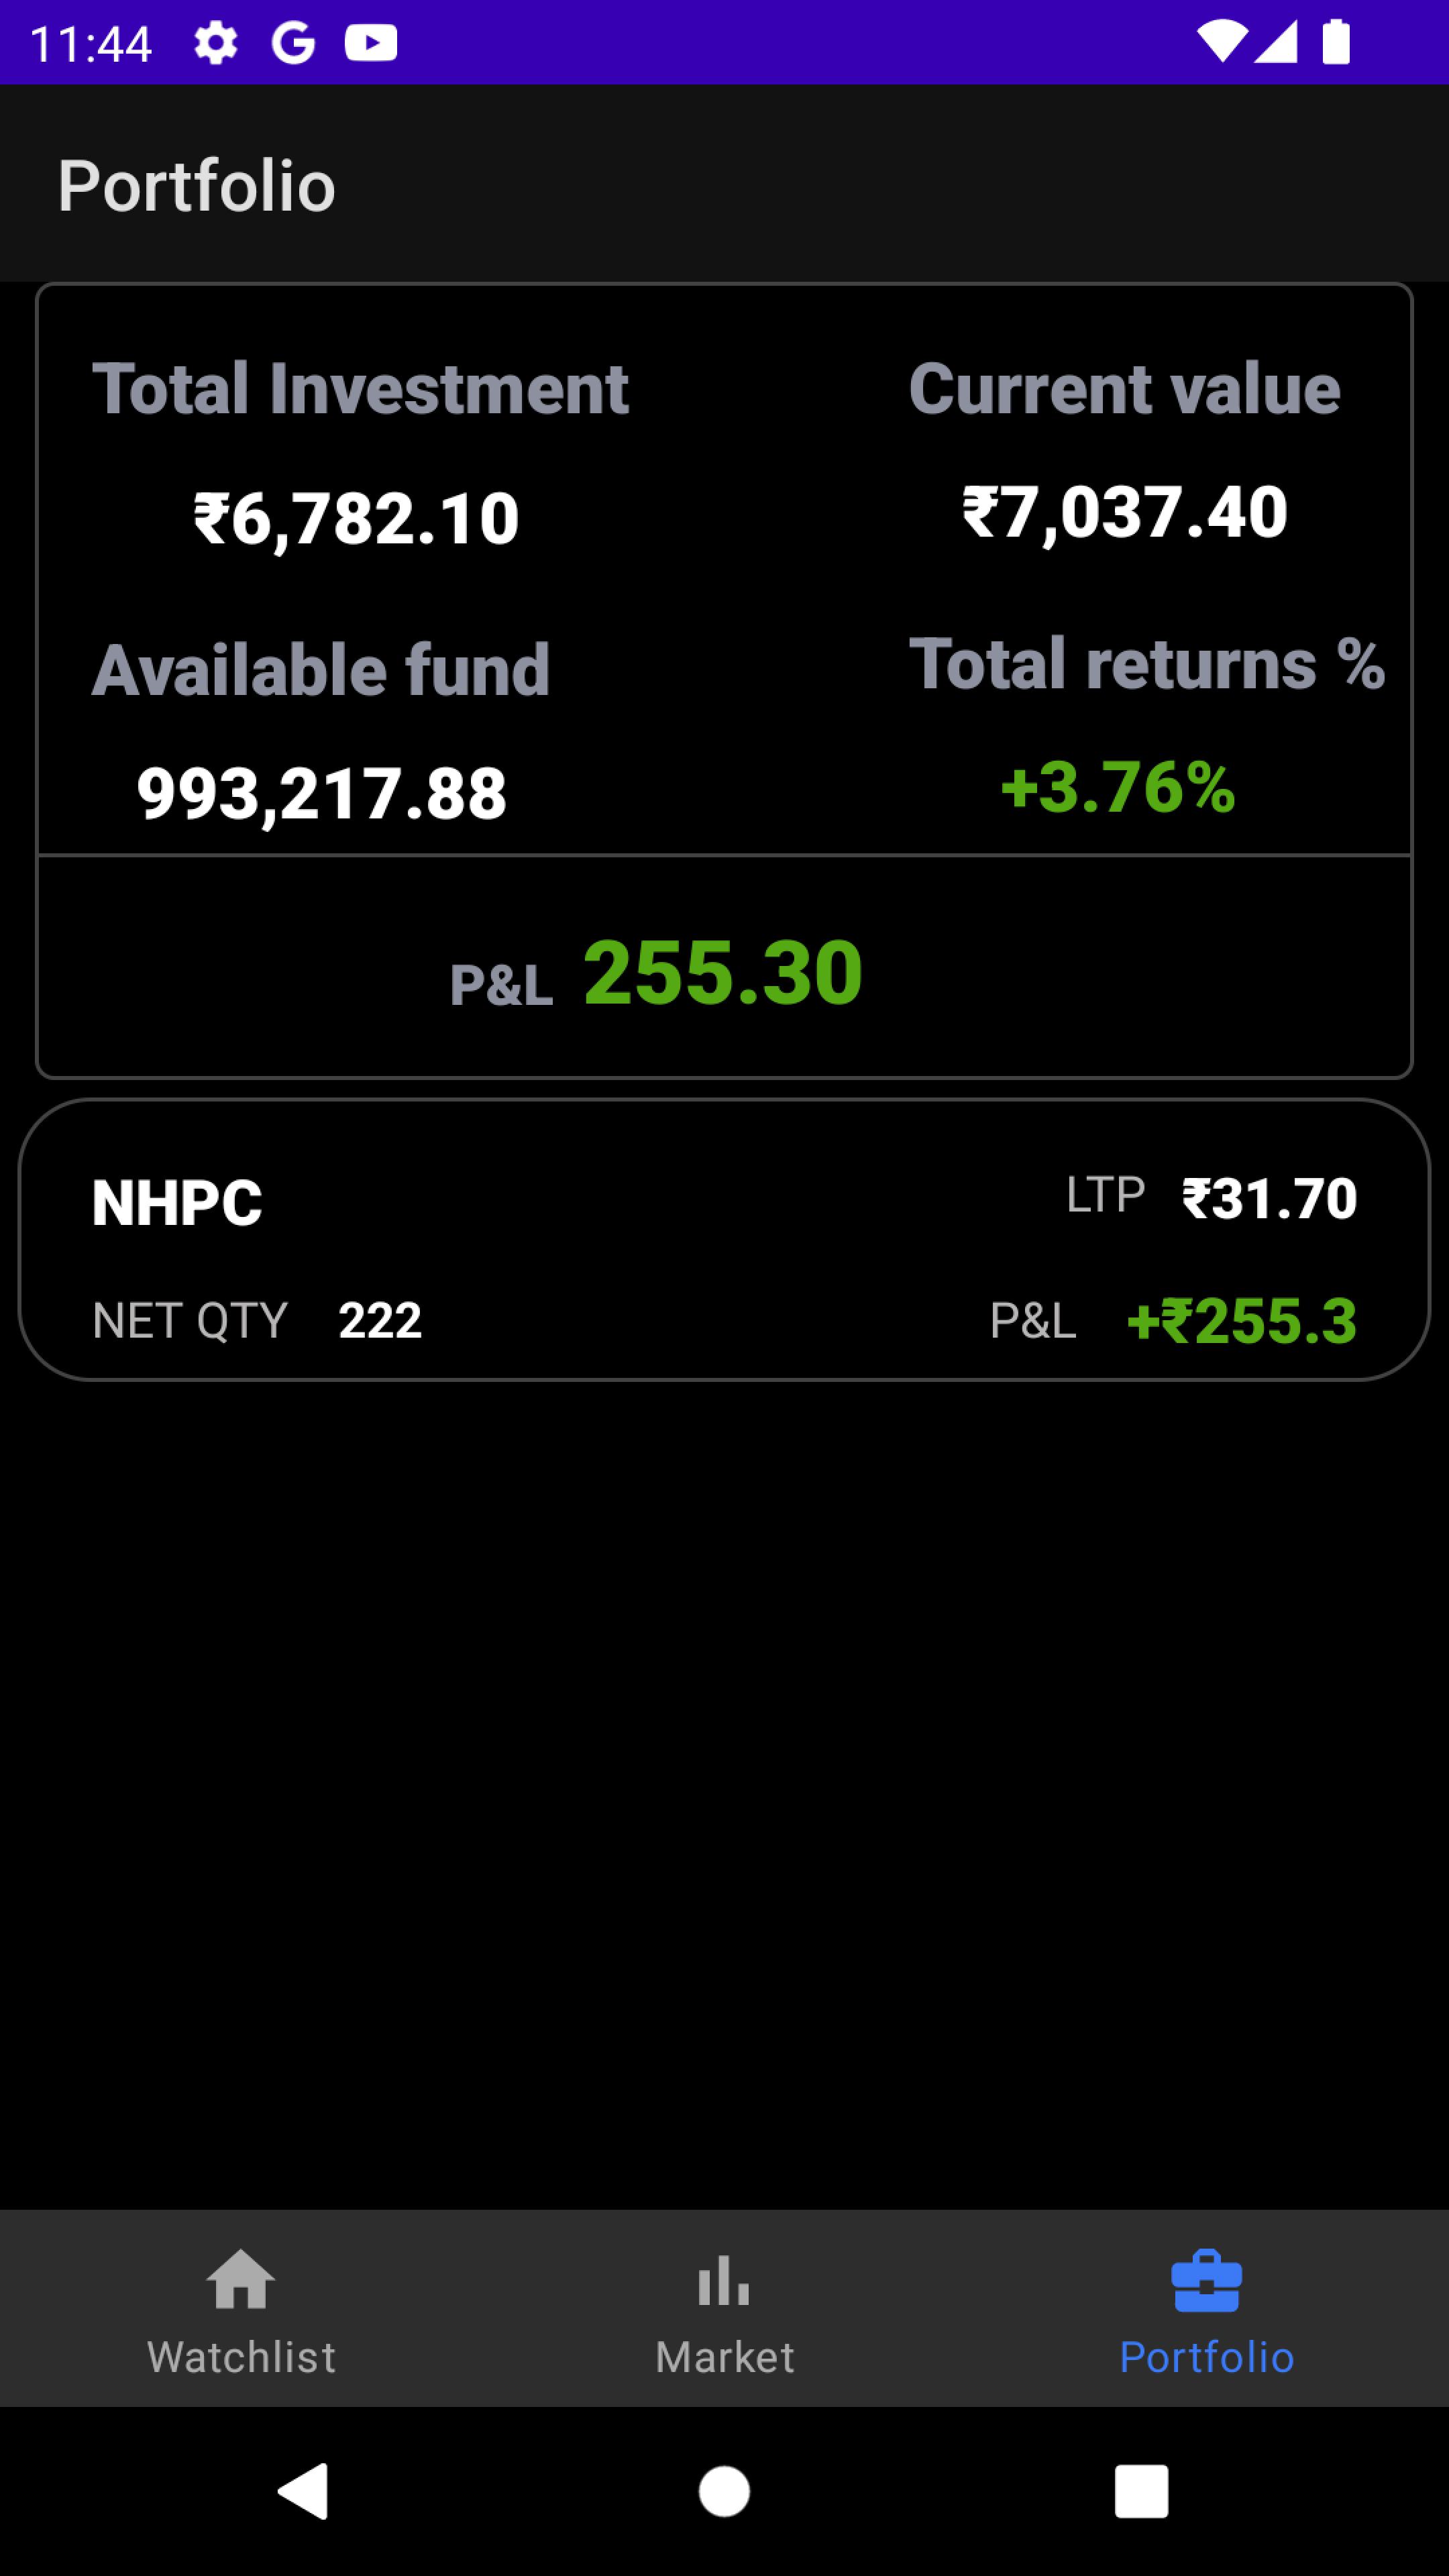 11:44
Portfolio
Total Investment Current value
₹6,782.10 ₹7,037.40
Available fund Total returns %
993,217.88 +3.76%
P&L 255.30
NHPC LTP ₹31.70
NET QTY 222 P&L +₹255.3
Watchlist Market Portfolio